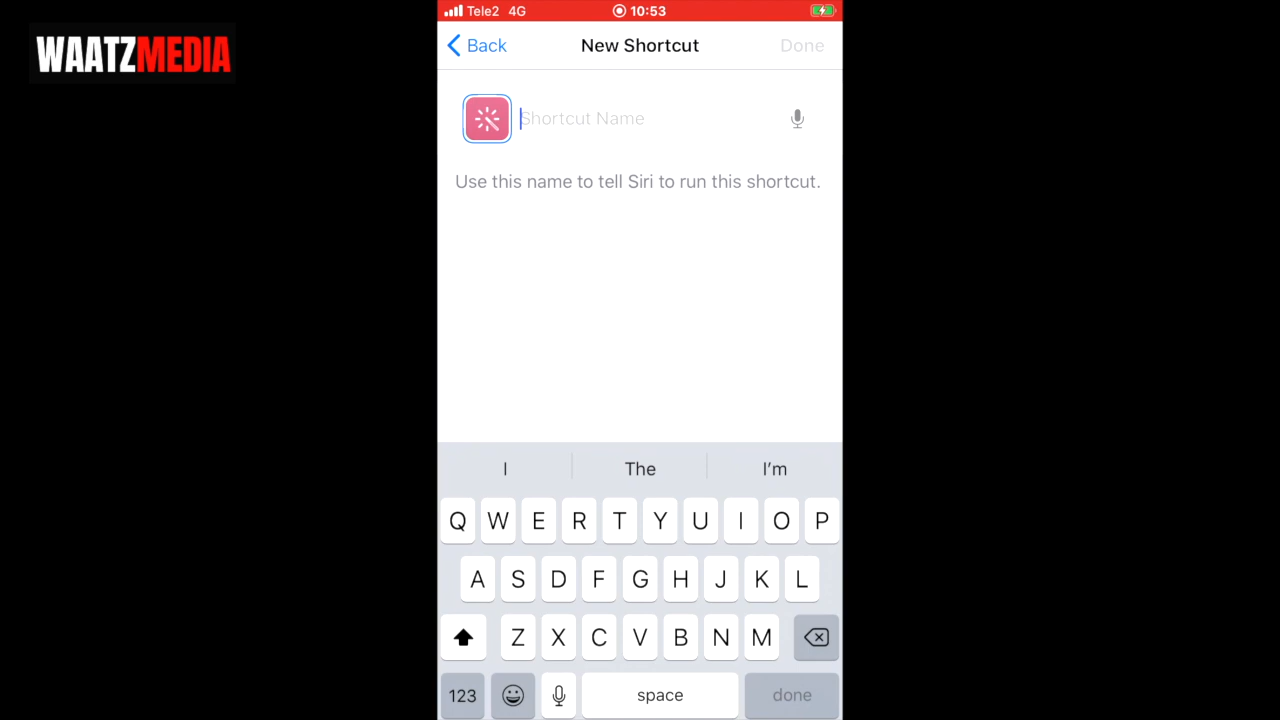 WAATZMEDIA
Tele2 4G 10:53
Back New Shortcut Done
Shortcut Name
Use this name to tell Siri to run this shortcut.
I The I’m
Q W E R T Y U I O P
A S D F G H J K L
Z X C V B N M
123 space done